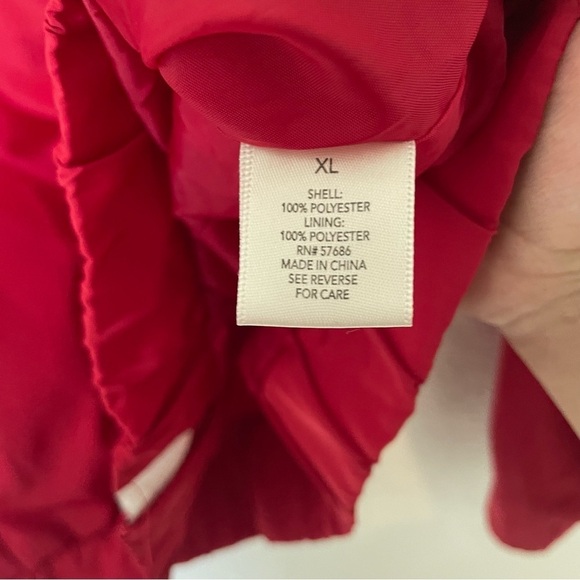 XL
SHELL:
100% POLYESTER
LINING:
100% POLYESTER
RN# 57686
MADE IN CHINA
SEE REVERSE
FOR CARE